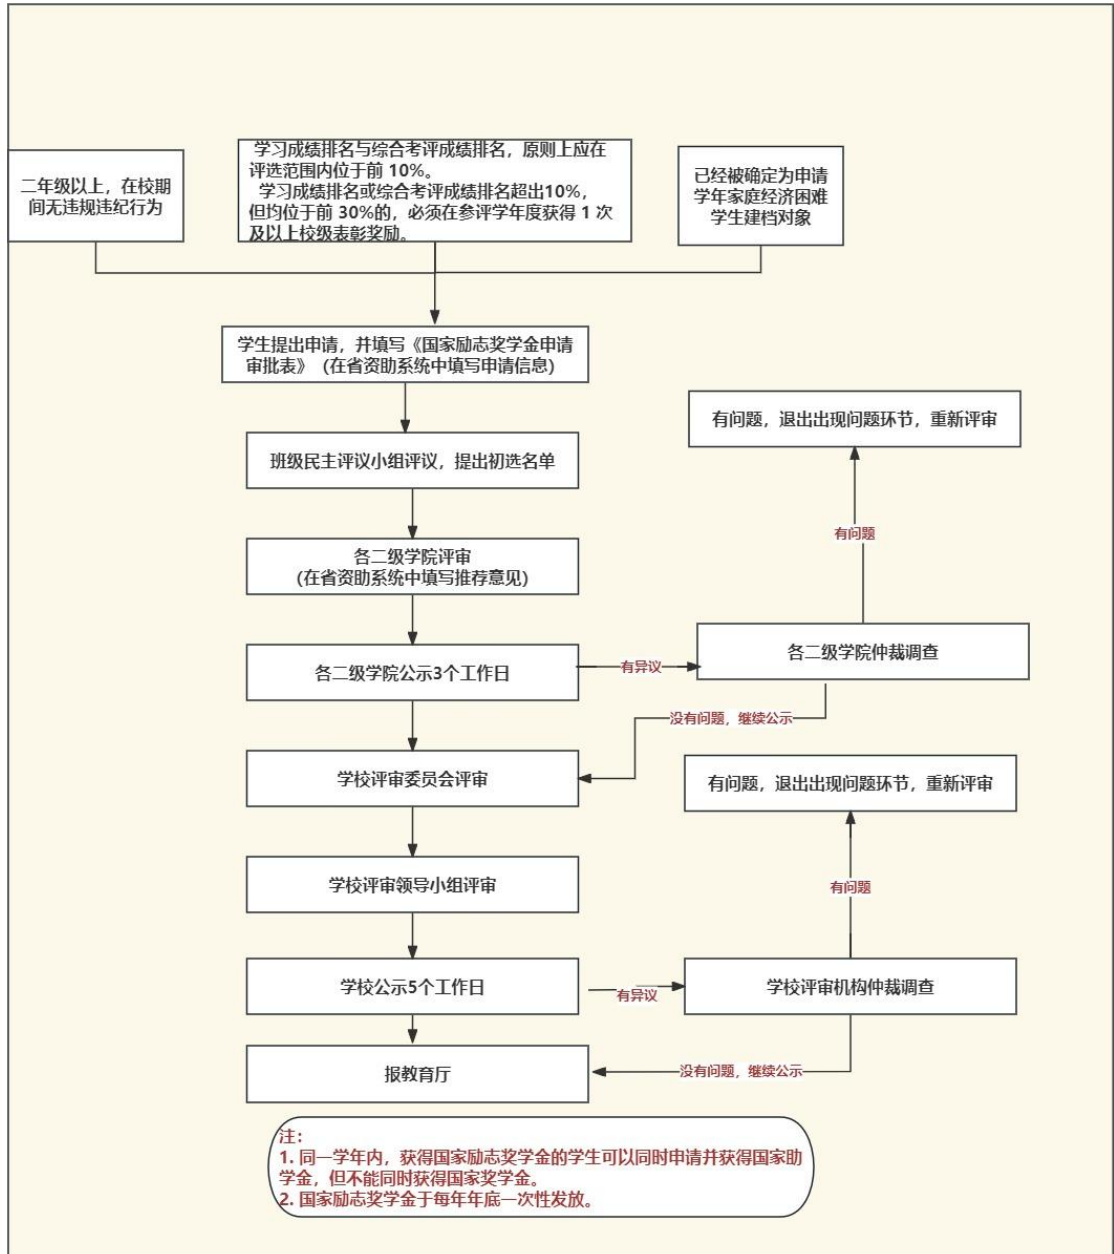 二年级以上，在校期
间无违规违纪行为
学习成绩排名与综合考评成绩排名，原则上应在
评选范围内位于前 10%。
学习成绩排名或综合考评成绩排名超出10%，
但均位于前 30%的，必须在参评学年度获得 1 次
及以上校级表彰奖励。
已经被确定为申请
学年家庭经济困难
学生建档对象
学生提出申请，并填写《国家励志奖学金申请
审批表》（在省资助系统中填写申请信息）
班级民主评议小组评议，提出初选名单
有问题，退出出现问题环节，重新评审
有问题
各二级学院评审
（在省资助系统中填写推荐意见）
各二级学院公示3个工作日
有异议
各二级学院仲裁调查
没有问题，继续公示
学校评审委员会评审
有问题，退出出现问题环节，重新评审
学校评审领导小组评审
有问题
学校公示5个工作日
有异议
学校评审机构仲裁调查
报教育厅
没有问题，继续公示
注：
1. 同一学年内，获得国家励志奖学金的学生可以同时申请并获得国家助
学金，但不能同时获得国家奖学金。
2. 国家励志奖学金于每年年底一次性发放。